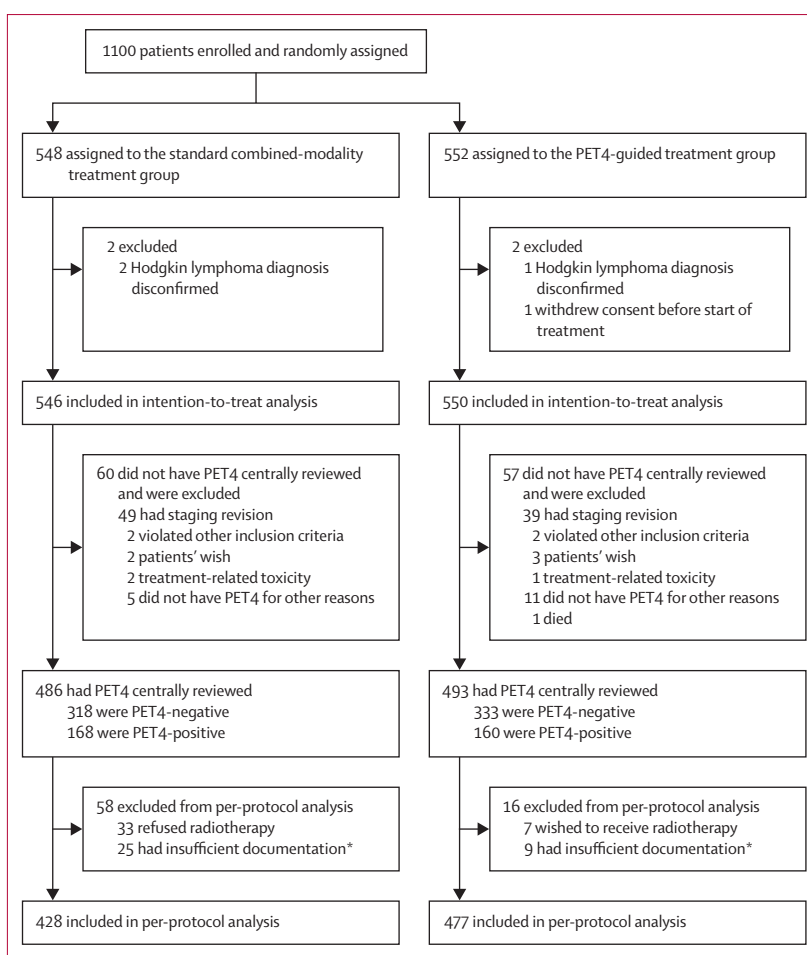 1100 patients enrolled and randomly assigned
548 assigned to the standard combined-modality
treatment group
552 assigned to the PET4-guided treatment group
2 excluded
2 Hodgkin lymphoma diagnosis
disconfirmed
2 excluded
1 Hodgkin lymphoma diagnosis
disconfirmed
1 withdrew consent before start of
treatment
546 included in intention-to-treat analysis
550 included in intention-to-treat analysis
60 did not have PET4 centrally reviewed
and were excluded
49 had staging revision
2 violated other inclusion criteria
2 patients’ wish
2 treatment-related toxicity
5 did not have PET4 for other reasons
57 did not have PET4 centrally reviewed
and were excluded
39 had staging revision
2 violated other inclusion criteria
3 patients’ wish
1 treatment-related toxicity
11 did not have PET4 for other reasons
1 died
486 had PET4 centrally reviewed
318 were PET4-negative
168 were PET4-positive
493 had PET4 centrally reviewed
333 were PET4-negative
160 were PET4-positive
58 excluded from per-protocol analysis
33 refused radiotherapy
25 had insufficient documentation*
16 excluded from per-protocol analysis
7 wished to receive radiotherapy
9 had insufficient documentation*
428 included in per-protocol analysis
477 included in per-protocol analysis